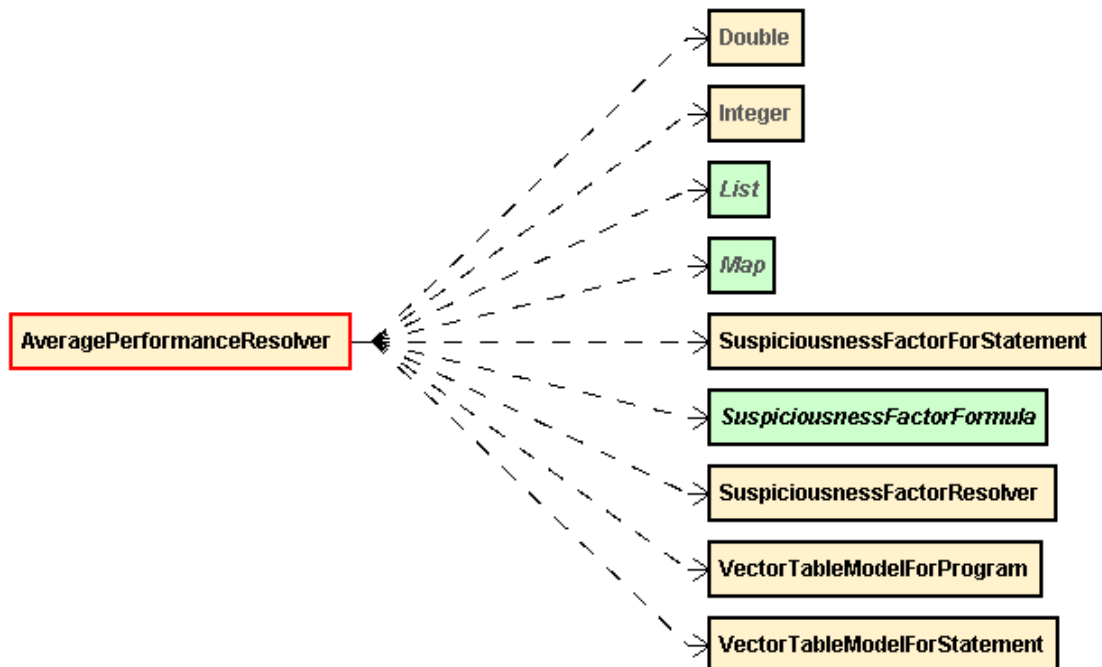 Double
Integer
List
Map
AveragePerformanceResolver
SuspiciousnessFactorForStatement
SuspiciousnessFactorFormula
SuspiciousnessFactorResolver
VectorTableModelForProgram
VectorTableModelForStatement